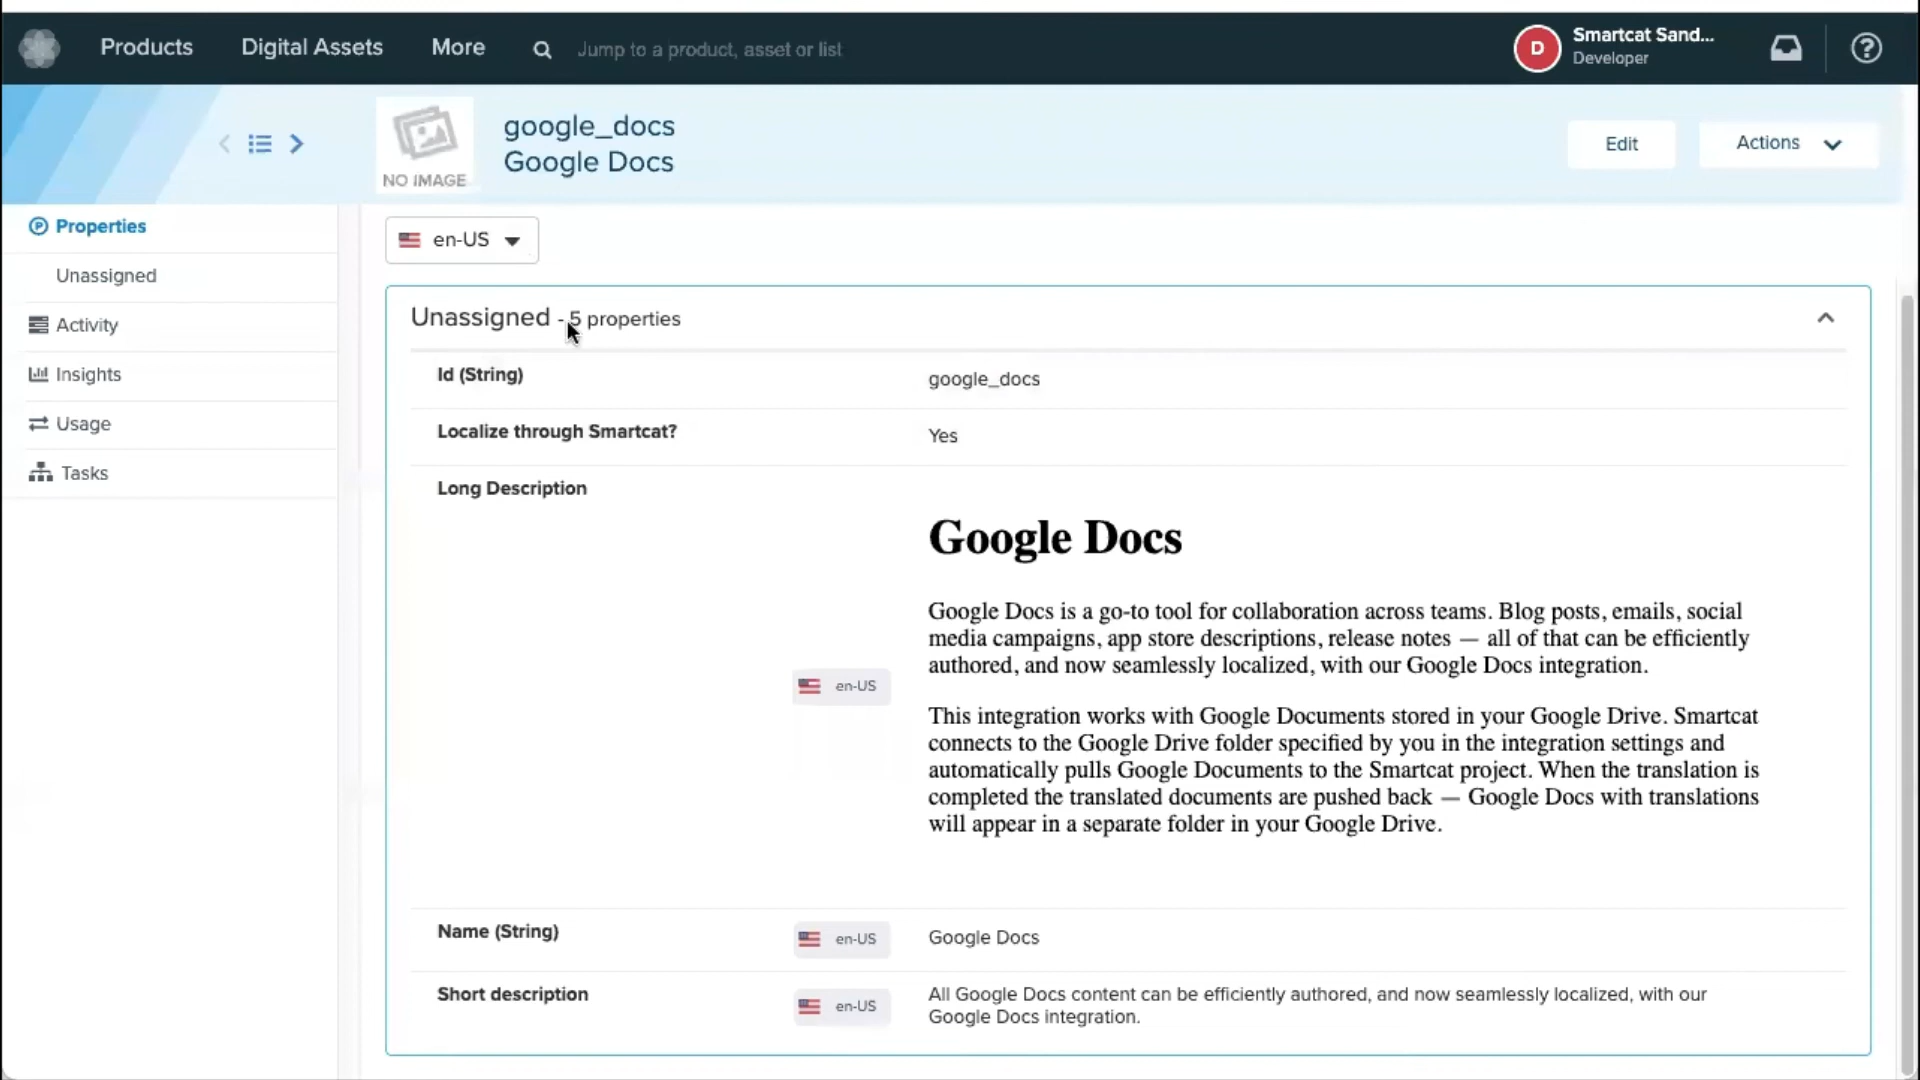 Products Digital Assets More Jump to a product, asset or list
D Smartcat Sand...
Developer
?
NO IMAGE
google_docs
Google Docs
Edit
Actions
Properties
Unassigned
Activity
Insights
Usage
Tasks
en-US
Unassigned - 5 properties
Id (String) google_docs
Localize through Smartcat? Yes
Long Description
en-US
Google Docs
Google Docs is a go-to tool for collaboration across teams. Blog posts, emails, social
media campaigns, app store descriptions, release notes — all of that can be efficiently
authored, and now seamlessly localized, with our Google Docs integration.
This integration works with Google Documents stored in your Google Drive. Smartcat
connects to the Google Drive folder specified by you in the integration settings and
automatically pulls Google Documents to the Smartcat project. When the translation is
completed the translated documents are pushed back — Google Docs with translations
will appear in a separate folder in your Google Drive.
Name (String) en-US Google Docs
Short description en-US All Google Docs content can be efficiently authored, and now seamlessly localized, with our
Google Docs integration.